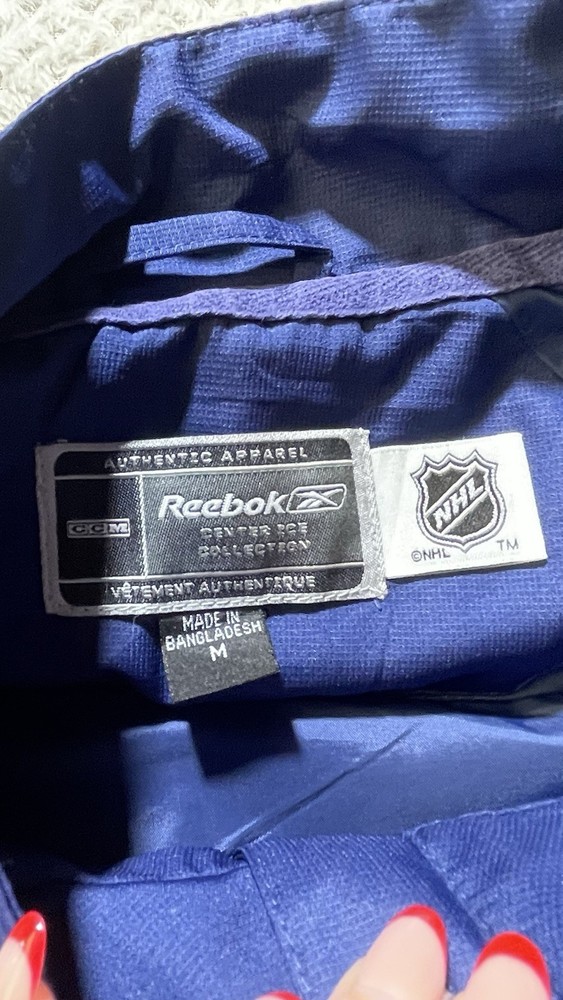 AUTHENTIC APPAREL
CCM
Reebok
CENTER ICE
COLLECTION
VÊTEMENT AUTHENTIQUE
NHL
©NHL TM
MADE IN
BANGLADESH
M